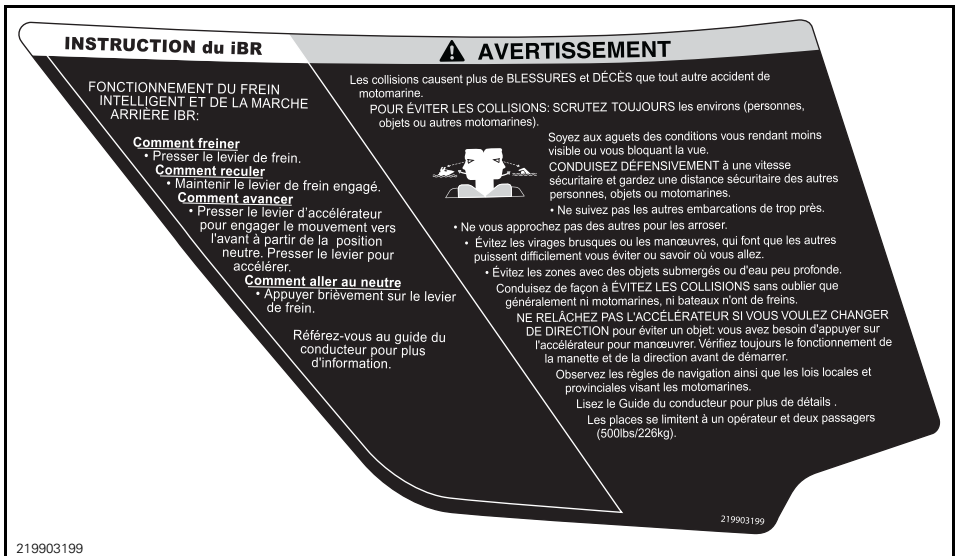 INSTRUCTION du iBR
FONCTIONNEMENT DU FREIN
INTELLIGENT ET DE LA MARCHE
ARRIÈRE IBR:
Comment freiner
• Presser le levier de frein.
Comment reculer
• Maintenir le levier de frein engagé.
Comment avancer
• Presser le levier d'accélérateur
pour engager le mouvement vers
l'avant à partir de la position
neutre. Presser le levier pour
accélérer.
Comment aller au neutre
• Appuyer brièvement sur le levier
de frein.
Référez-vous au guide du
conducteur pour plus
d'information.
AVERTISSEMENT
Les collisions causent plus de BLESSURES et DÉCÈS que tout autre accident de
motomarine.
POUR ÉVITER LES COLLISIONS: SCRUTEZ TOUJOURS les environs (personnes,
objets ou autres motomarines).
Soyez aux aguets des conditions vous rendant moins
visible ou vous bloquant la vue.
CONDUISEZ DÉFENSIVEMENT à une vitesse
sécuritaire et gardez une distance sécuritaire des autres
personnes, objets ou motomarines.
• Ne suivez pas les autres embarcations de trop près.
• Ne vous approchez pas des autres pour les arroser.
• Évitez les virages brusques ou les manœuvres, qui font que les autres
puissent difficilement vous éviter ou savoir où vous allez.
• Évitez les zones avec des objets submergés ou d'eau peu profonde.
Conduisez de façon à ÉVITEZ LES COLLISIONS sans oublier que
généralement ni motomarines, ni bateaux n'ont de freins.
NE RELÂCHEZ PAS L'ACCÉLÉRATEUR SI VOUS VOULEZ CHANGER
DE DIRECTION pour éviter un objet: vous avez besoin d'appuyer sur
l'accélérateur pour manœuvrer. Vérifiez toujours le fonctionnement de
la manette et de la direction avant de démarrer.
Observez les règles de navigation ainsi que les lois locales et
provinciales visant les motomarines.
Lisez le Guide du conducteur pour plus de détails .
Les places se limitent à un opérateur et deux passagers
(500lbs/226kg).
219903199
219903199